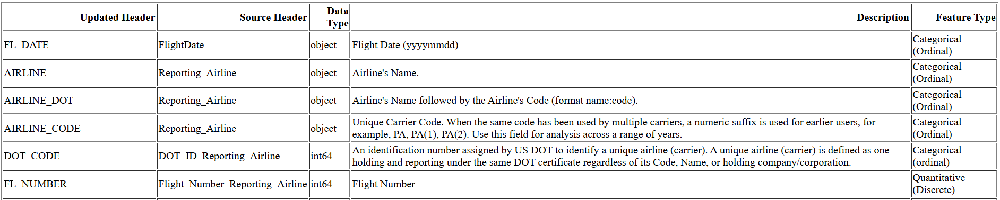 Updated Header Source Header Data Type Description Feature Type
FL_DATE FlightDate object Flight Date (yyyymmdd) Categorical (Ordinal)
AIRLINE Reporting_Airline object Airline's Name. Categorical (Ordinal)
AIRLINE_DOT Reporting_Airline object Airline's Name followed by the Airline's Code (format name:code). Categorical (Ordinal)
AIRLINE_CODE Reporting_Airline object Unique Carrier Code. When the same code has been used by multiple carriers, a numeric suffix is used for earlier users, for example, PA, PA(1), PA(2). Use this field for analysis across a range of years. Categorical (Ordinal)
DOT_CODE DOT_ID_Reporting_Airline int64 An identification number assigned by US DOT to identify a unique airline (carrier). A unique airline (carrier) is defined as one holding and reporting under the same DOT certificate regardless of its Code, Name, or holding company/corporation. Categorical (ordinal)
FL_NUMBER Flight_Number_Reporting_Airline int64 Flight Number Quantitative (Discrete)